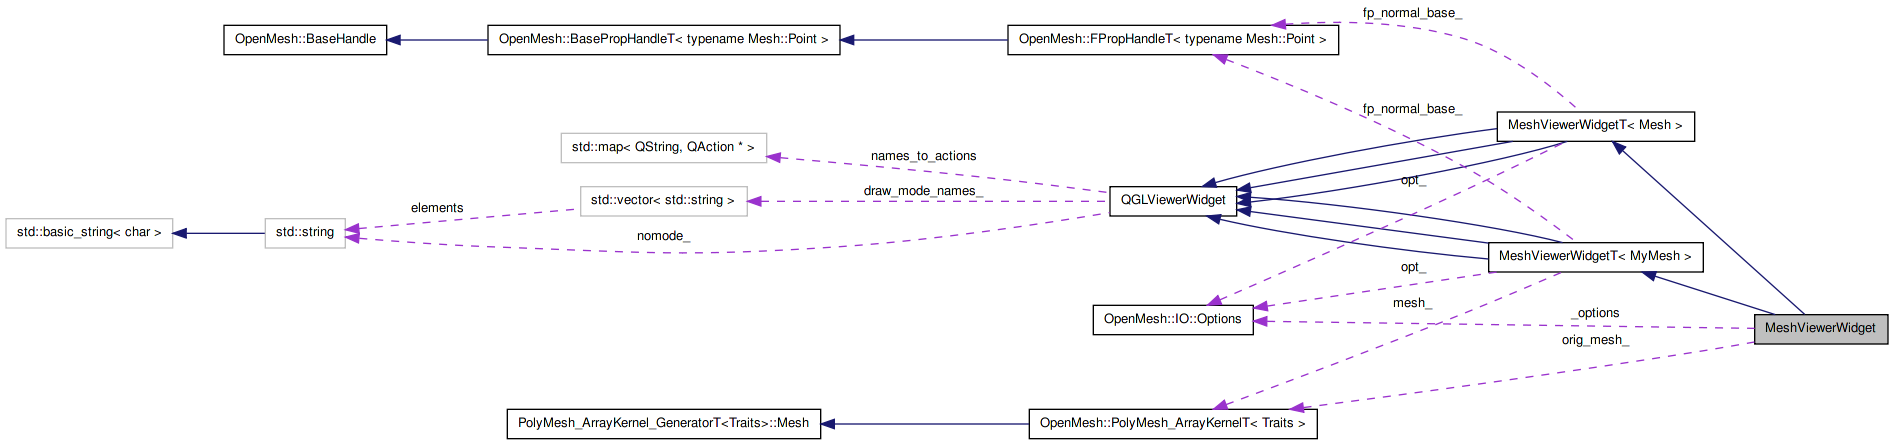 fp_normal_base_
OpenMesh::BaseHandle
OpenMesh::BasePropHandleT< typename Mesh::Point >
OpenMesh::FPropHandleT< typename Mesh::Point >
fp_normal_base_
MeshViewerWidgetT< Mesh >
std::map< QString, QAction * >
names_to_actions
opt_
draw_mode_names_
std::vector< std::string >
QGLViewerWidget
elements
std::basic_string< char >
std::string
nomode_
MeshViewerWidgetT< MyMesh >
opt_
mesh_
OpenMesh::IO::Options
_options
MeshViewerWidget
orig_mesh_
PolyMesh_ArrayKernel_GeneratorT<Traits>::Mesh
OpenMesh::PolyMesh_ArrayKernelT< Traits >